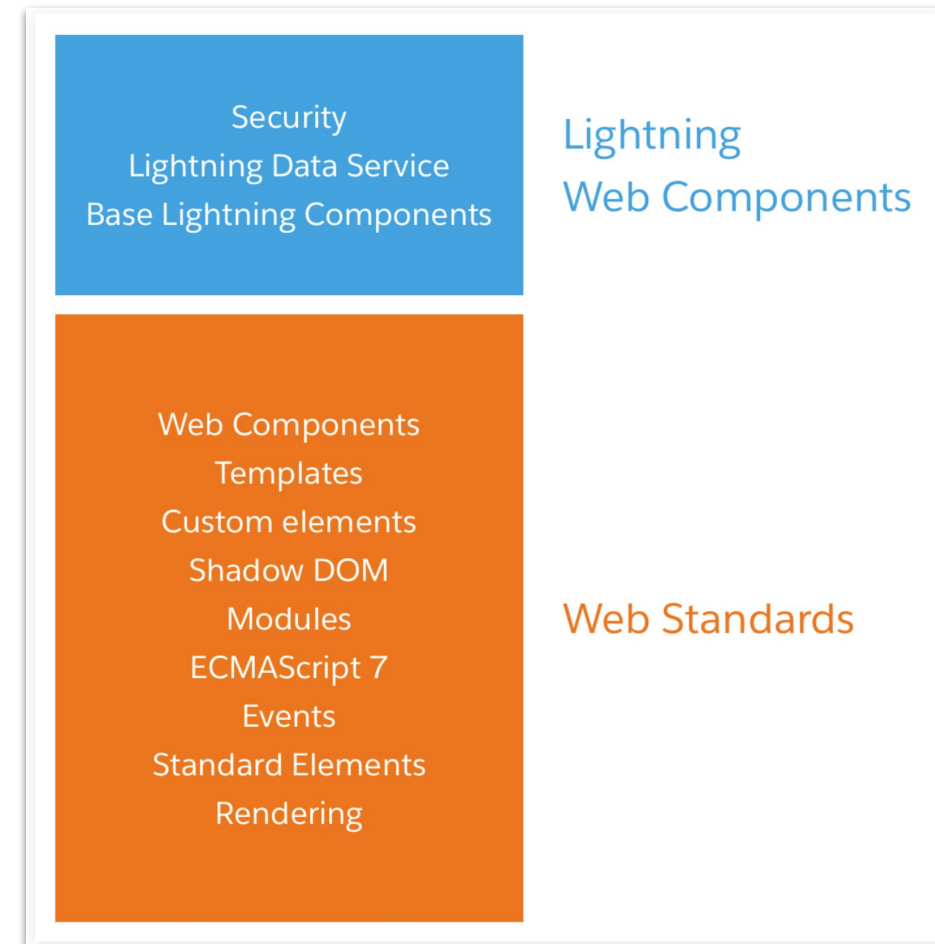 Security
Lightning Data Service
Base Lightning Components
Lightning
Web Components
Web Components
Templates
Custom elements
Shadow DOM
Modules
ECMAScript 7
Events
Standard Elements
Rendering
Web Standards